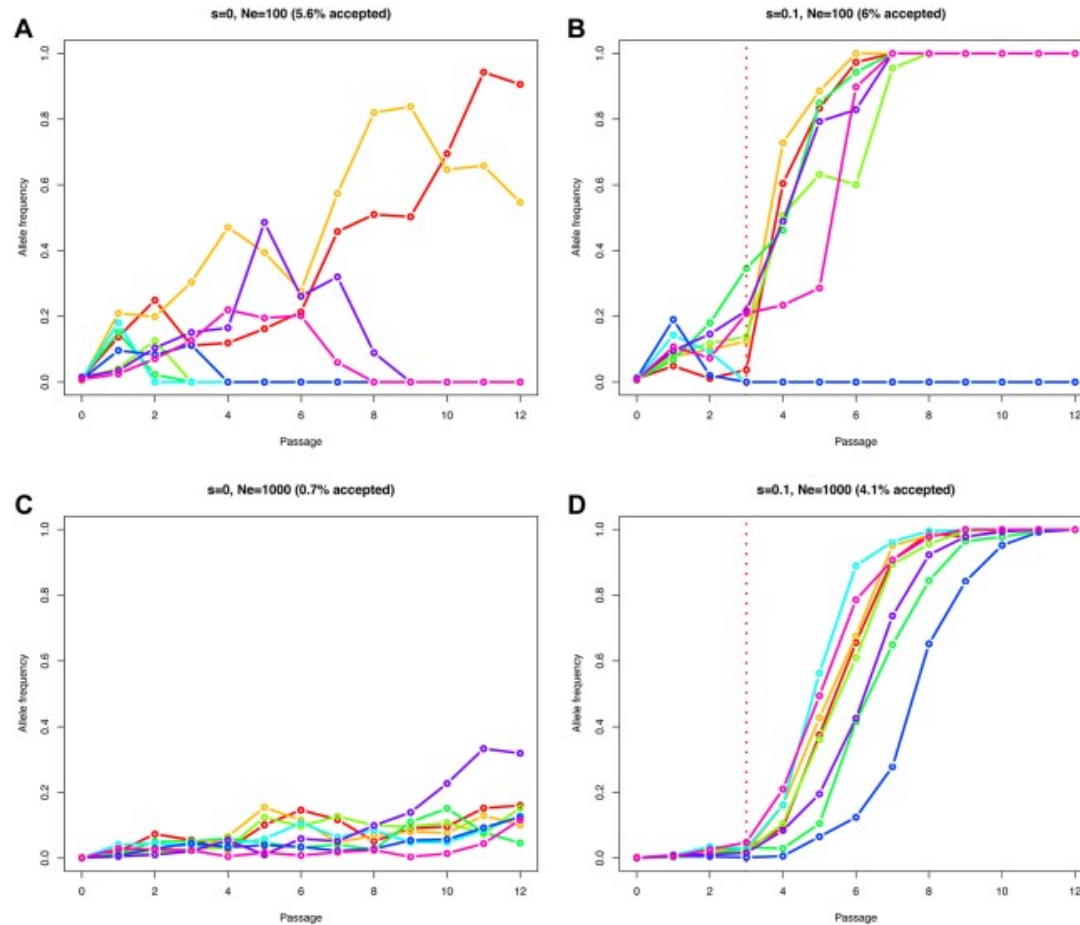 A
s=0, Ne=100 (5.6% accepted)
Allele frequency
1.0
0.8
0.6
0.4
0.2
0.0
0 2 4 6 8 10 12
Passage
B
s=0.1, Ne=100 (6% accepted)
Allele frequency
1.0
0.8
0.6
0.4
0.2
0.0
0 2 4 6 8 10 12
Passage
C
s=0, Ne=1000 (0.7% accepted)
Allele frequency
1.0
0.8
0.6
0.4
0.2
0.0
0 2 4 6 8 10 12
Passage
D
s=0.1, Ne=1000 (4.1% accepted)
Allele frequency
1.0
0.8
0.6
0.4
0.2
0.0
0 2 4 6 8 10 12
Passage